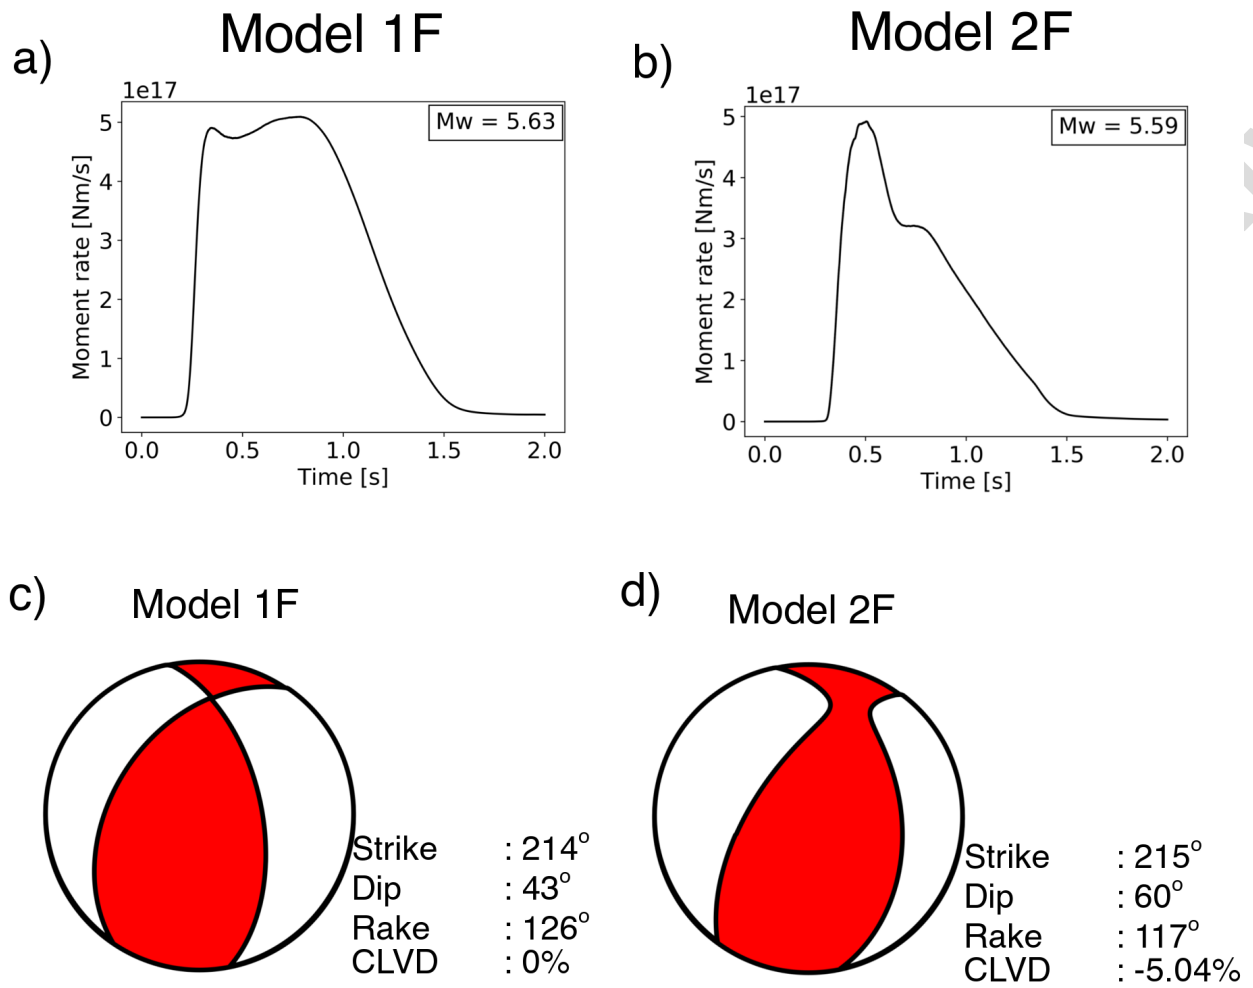 Model 1F
Model 2F
a)
b)
1e17
1e17
Mw = 5.63
Mw = 5.59
Moment rate [Nm/s]
5
4
3
2
1
0
0.0 0.5 1.0 1.5 2.0
Time [s]
Moment rate [Nm/s]
5
4
3
2
1
0
0.0 0.5 1.0 1.5 2.0
Time [s]
c)
Model 1F
Strike : 214°
Dip : 43°
Rake : 126°
CLVD : 0%
d)
Model 2F
Strike : 215°
Dip : 60°
Rake : 117°
CLVD : -5.04%